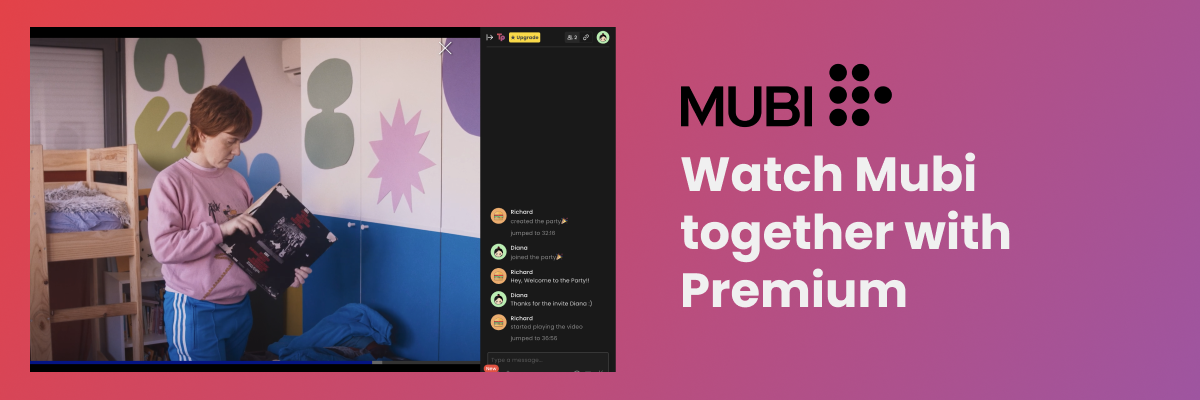 Tp
Upgrade
2
Richard
created the party🎉
jumped to 32:16
Diana
joined the party🎉
Richard
Hey, Welcome to the Party!!
Diana
Thanks for the invite Diana :)
Richard
started playing the video
jumped to 36:56
Type a message...
New
MUBI
Watch Mubi
together with
Premium